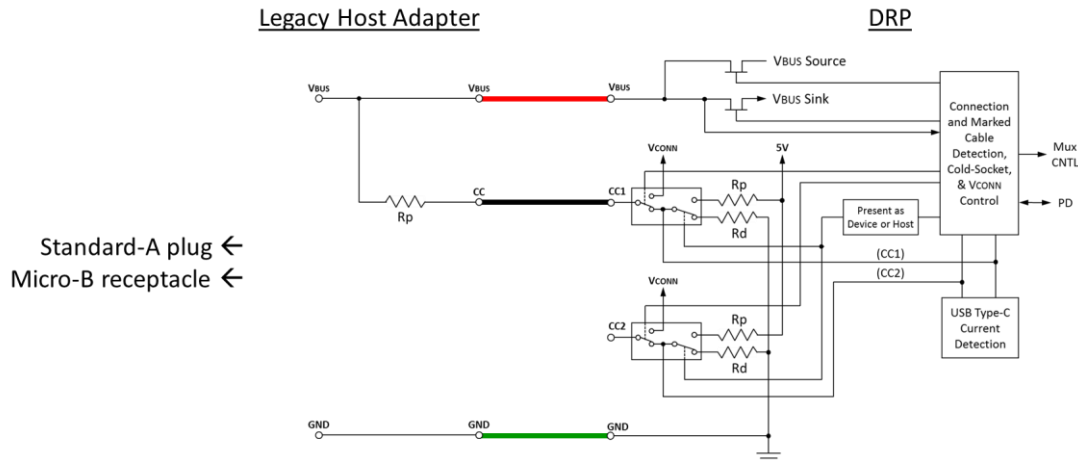 Legacy Host Adapter
DRP
VBUS
VBUS
VBUS
VBUS Source
VBUS Sink
Connection
and Marked
Cable
Detection,
Cold-Socket,
& VCONN
Control
Mux
CNTL
PD
VCONN
5V
Rp
CC
CC1
Rp
Rd
Present as
Device or Host
Standard-A plug ←
Micro-B receptacle ←
(CC1)
(CC2)
VCONN
CC2
Rp
Rd
USB Type-C
Current
Detection
GND
GND
GND